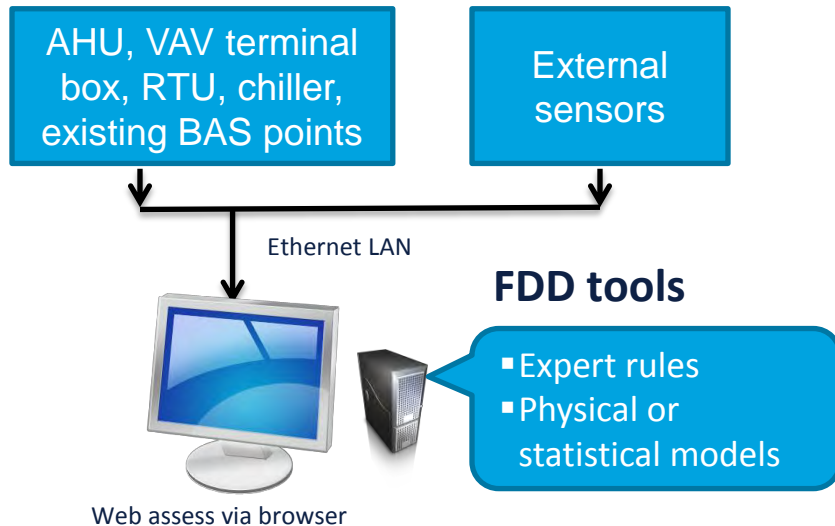 AHU, VAV terminal
box, RTU, chiller,
existing BAS points
External
sensors
Ethernet LAN
FDD tools
▪Expert rules
▪Physical or
statistical models
Web assess via browser